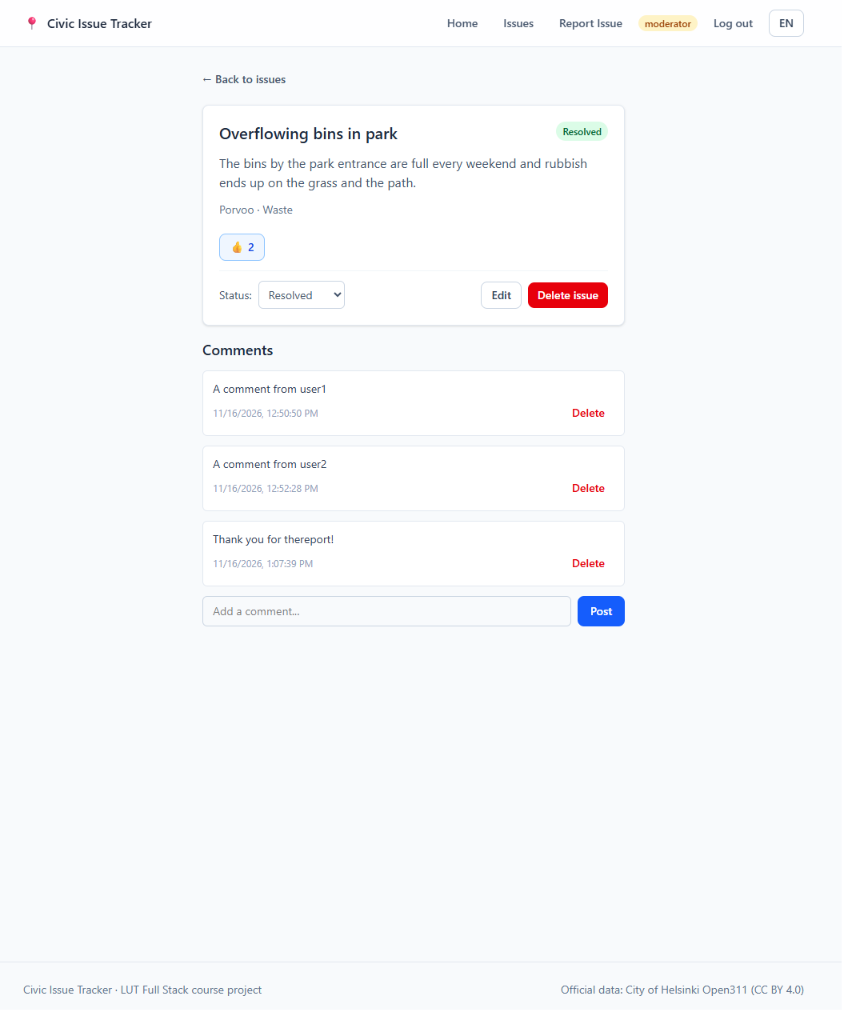 📍 Civic Issue Tracker Home Issues Report Issue moderator Log out EN
← Back to issues
Overflowing bins in park Resolved
The bins by the park entrance are full every weekend and rubbish
ends up on the grass and the path.
Porvoo · Waste
👍 2
Status: Resolved Edit Delete issue
Comments
A comment from user1
11/16/2026, 12:50:50 PM Delete
A comment from user2
11/16/2026, 12:52:28 PM Delete
Thank you for thereport!
11/16/2026, 1:07:39 PM Delete
Add a comment... Post
Civic Issue Tracker · LUT Full Stack course project Official data: City of Helsinki Open311 (CC BY 4.0)